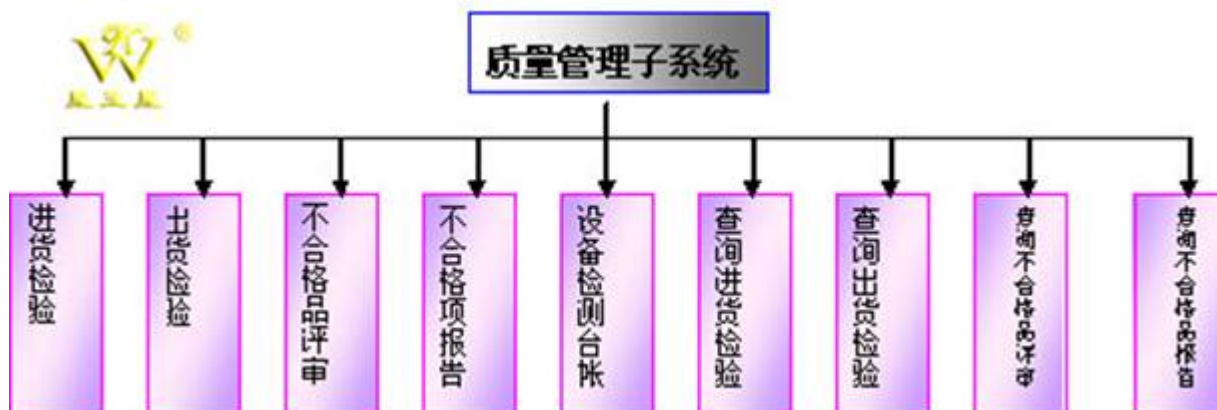 质量管理子系统
进货检验
出货检验
不合格品评审
不合格项报告
设备检测台帐
查询进货检验
查询出货检验
查询不合格品评审
查询不合格品报告